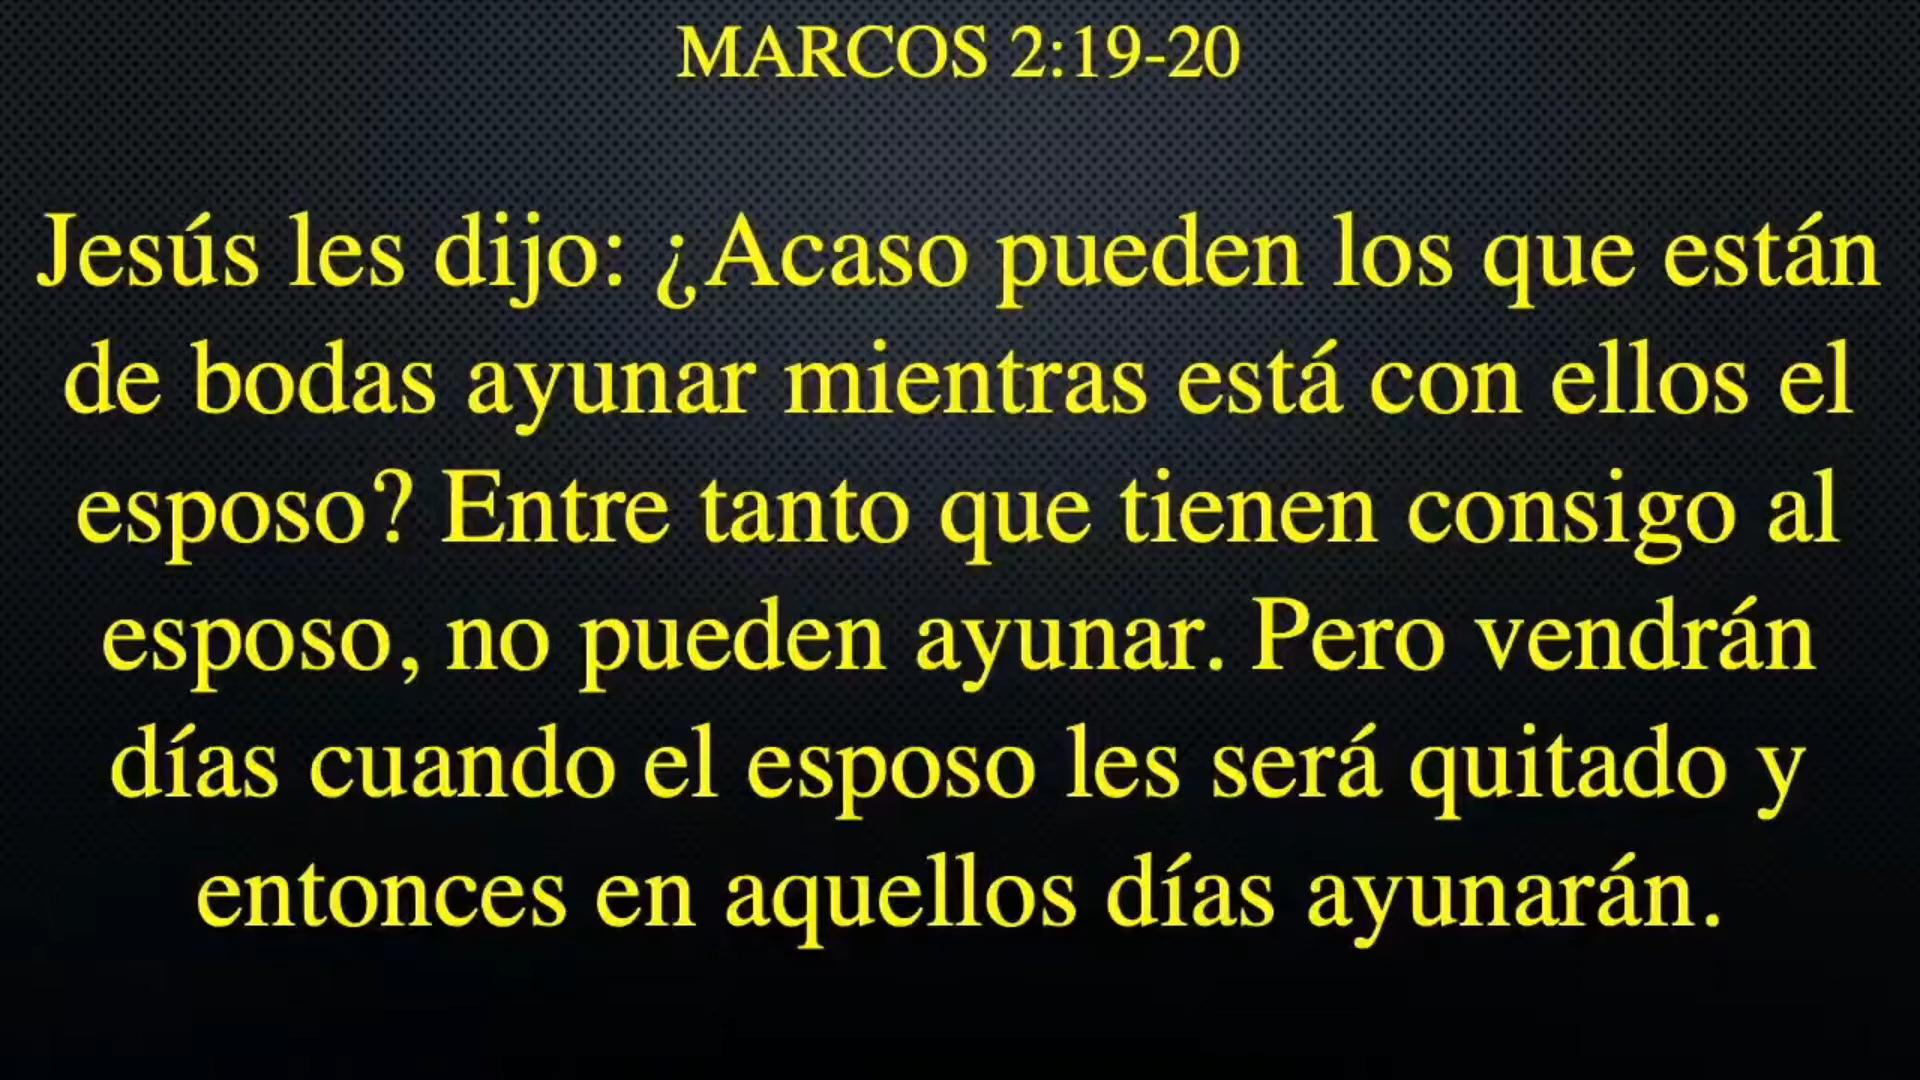 MARCOS 2:19-20
Jesús les dijo: ¿Acaso pueden los que están
de bodas ayunar mientras está con ellos el
esposo? Entre tanto que tienen consigo al
esposo, no pueden ayunar. Pero vendrán
días cuando el esposo les será quitado y
entonces en aquellos días ayunarán.